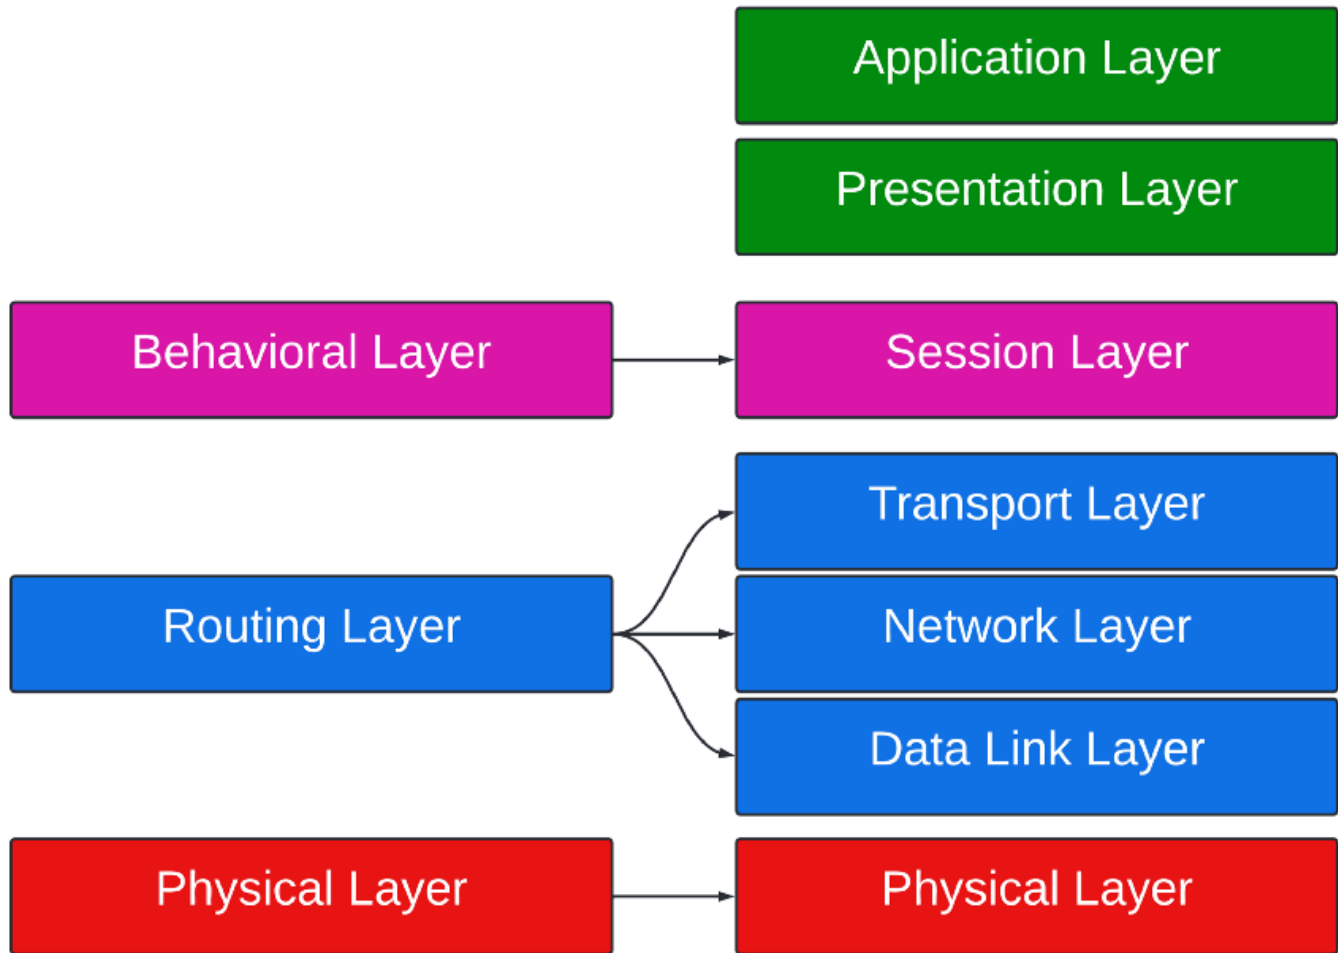 Application Layer
Presentation Layer
Behavioral Layer
Session Layer
Transport Layer
Routing Layer
Network Layer
Data Link Layer
Physical Layer
Physical Layer